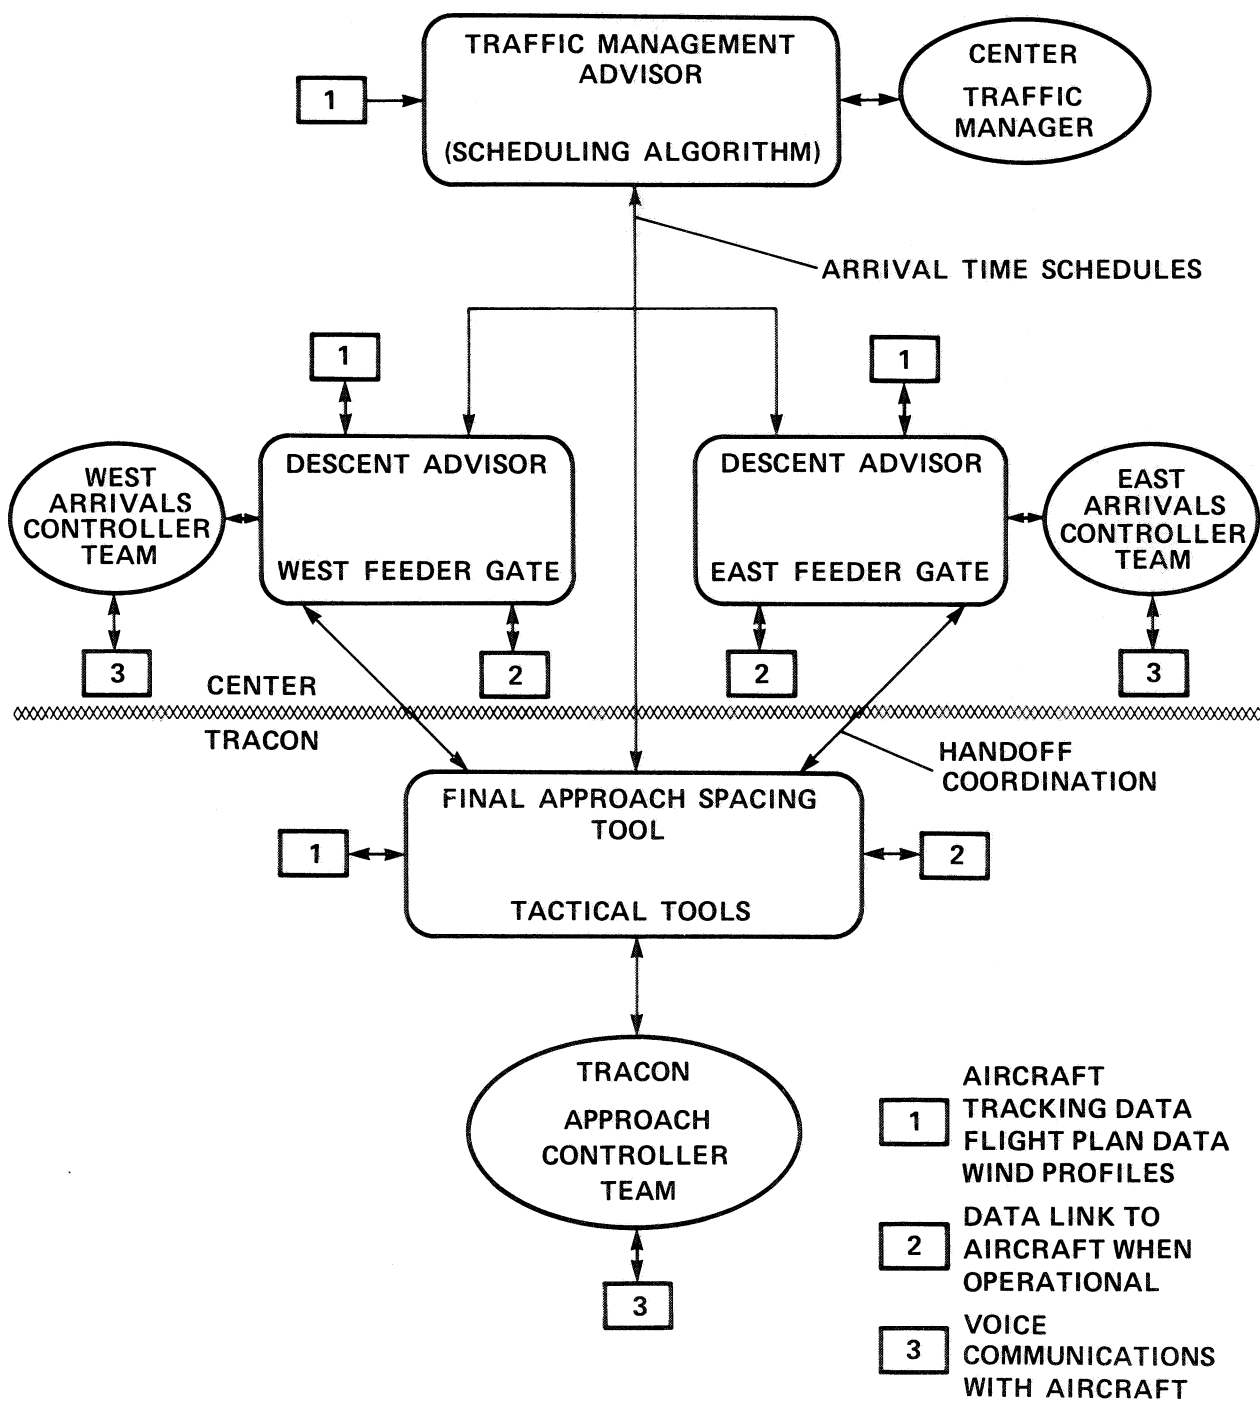 TRAFFIC MANAGEMENT
ADVISOR
(SCHEDULING ALGORITHM)
1
CENTER
TRAFFIC
MANAGER
ARRIVAL TIME SCHEDULES
1
1
WEST
ARRIVALS
CONTROLLER
TEAM
DESCENT ADVISOR
WEST FEEDER GATE
DESCENT ADVISOR
EAST FEEDER GATE
EAST
ARRIVALS
CONTROLLER
TEAM
3
2
2
3
CENTER
TRACON
HANDOFF
COORDINATION
1
FINAL APPROACH SPACING
TOOL
TACTICAL TOOLS
2
TRACON
APPROACH
CONTROLLER
TEAM
3
1
AIRCRAFT
TRACKING DATA
FLIGHT PLAN DATA
WIND PROFILES
2
DATA LINK TO
AIRCRAFT WHEN
OPERATIONAL
3
VOICE
COMMUNICATIONS
WITH AIRCRAFT